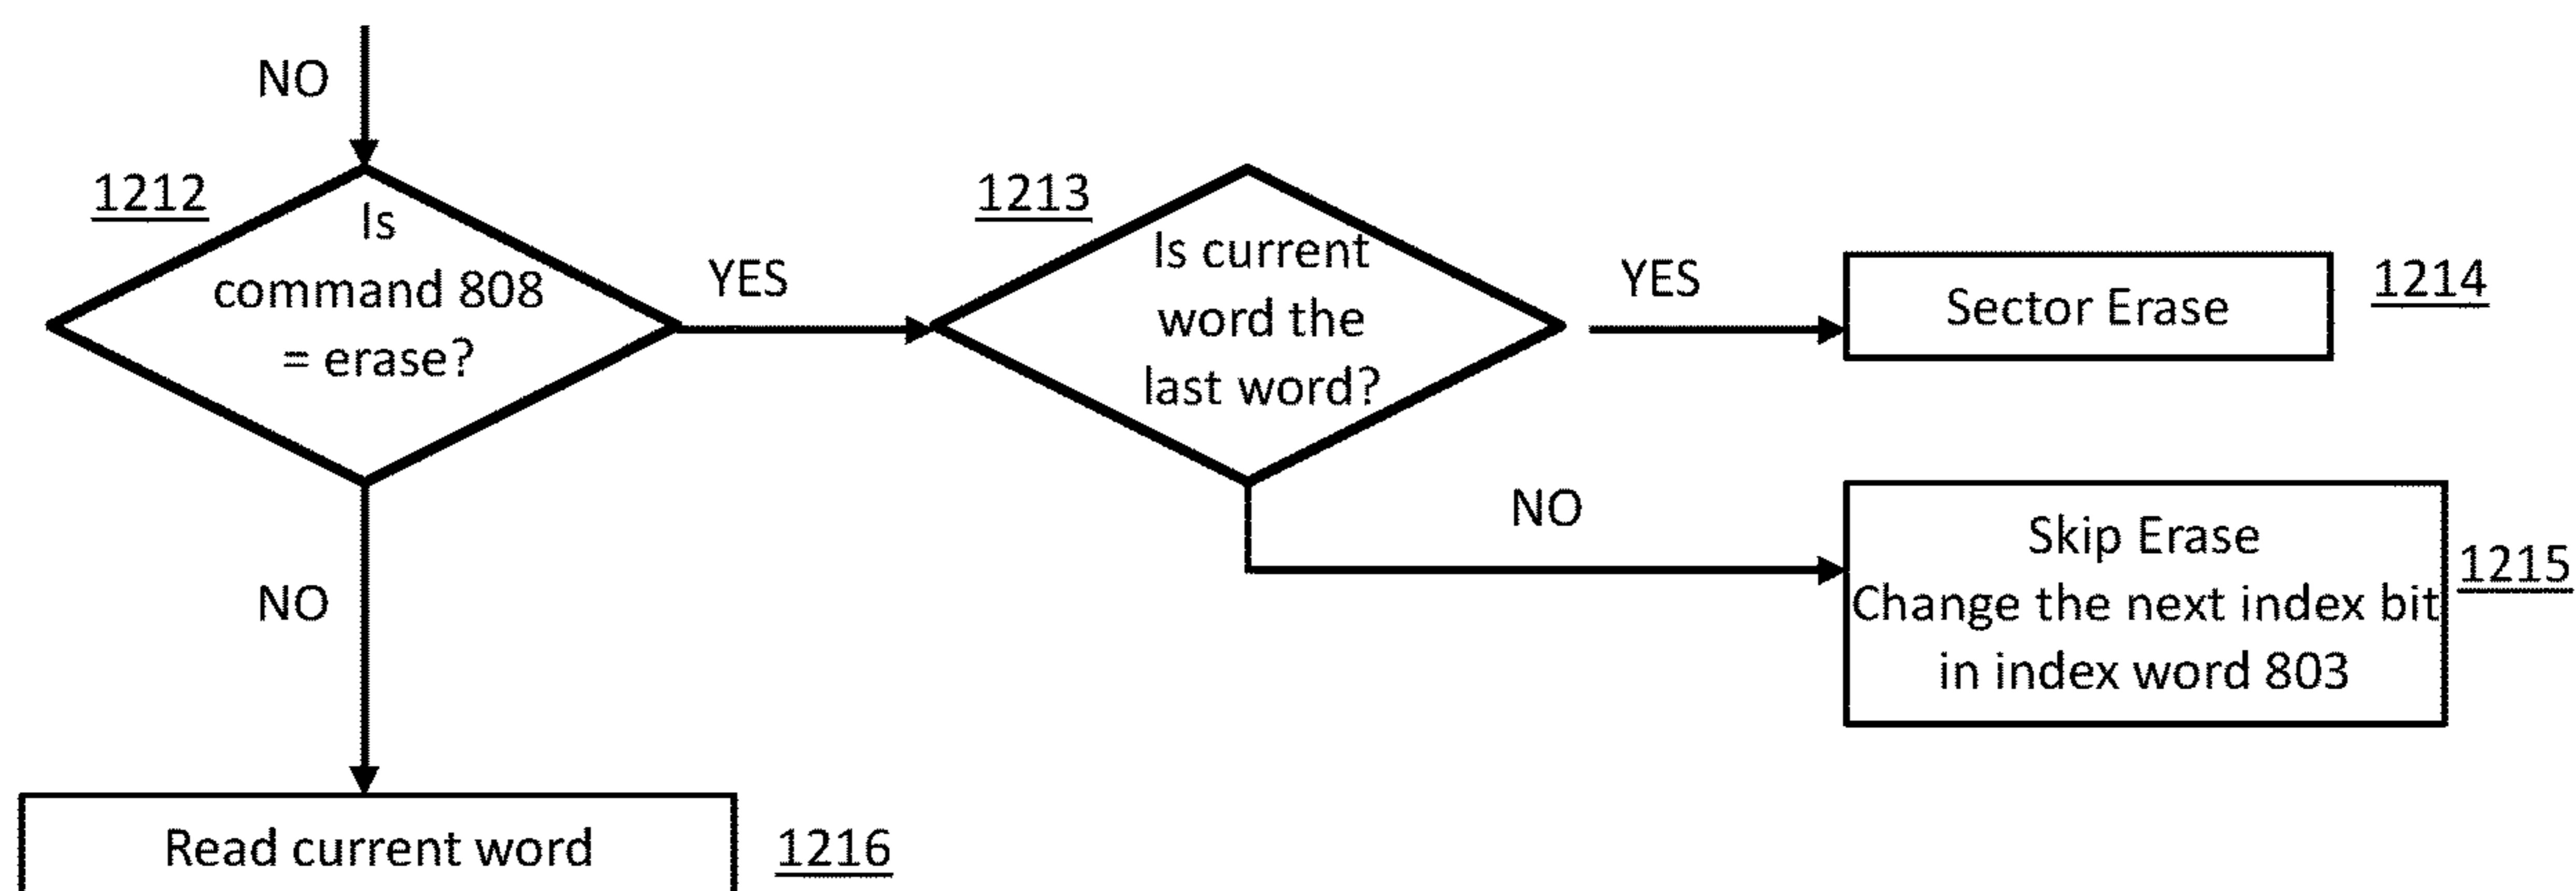 NO
1212
Is
command 808
= erase?
YES
1213
Is current
word the
last word?
YES
Sector Erase
1214
NO
Skip Erase
Change the next index bit
in index word 803
1215
NO
Read current word
1216